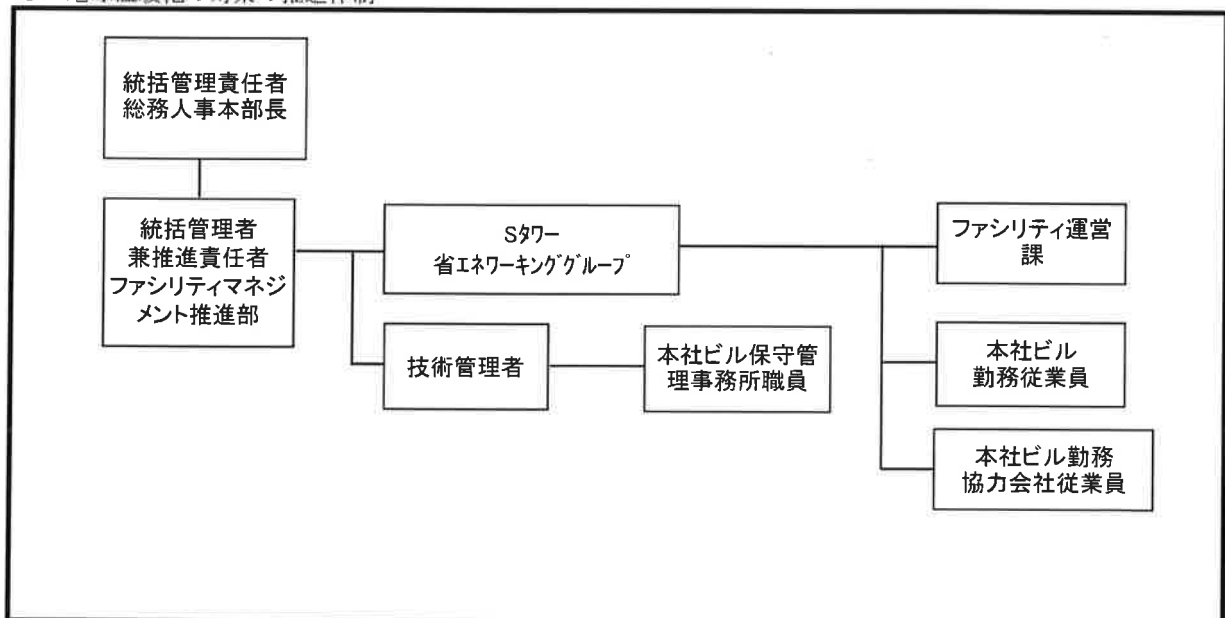 統括管理責任者
総務人事本部長
統括管理者
兼推進責任者
ファシリティマネジ
メント推進部
Sﾀﾜｰ
省ｴﾈﾜｰｷﾝｸﾞｸﾞﾙｰﾌﾟ
ファシリティ運営
課
技術管理者
本社ビル保守管
理事務所職員
本社ビル
勤務従業員
本社ビル勤務
協力会社従業員